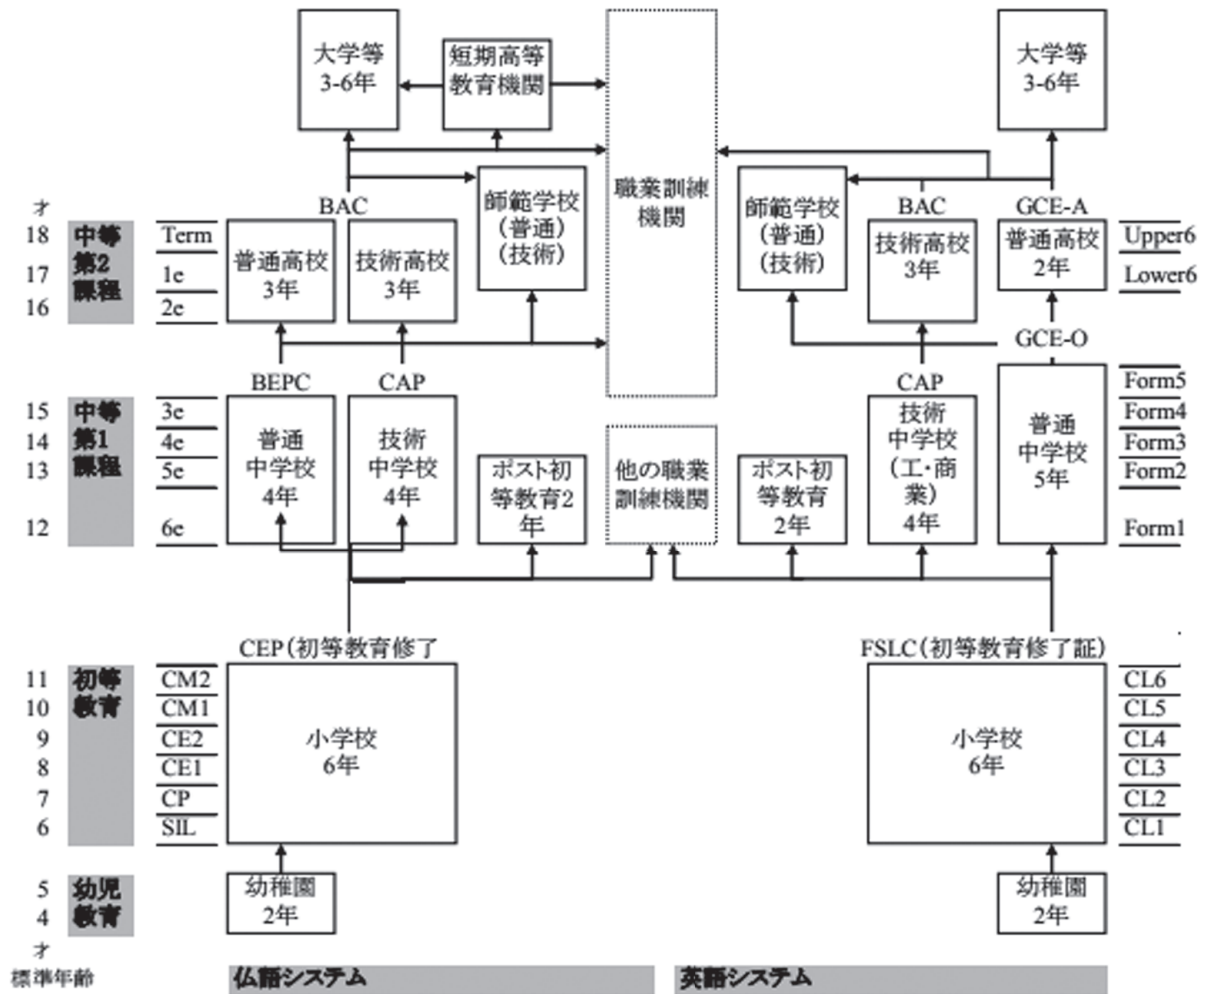 大学等
3-6年
短期高等
教育機関
職業訓練
機関
大学等
3-6年
才
18
17
16
中等
第2
課程
Term
1e
2e
BAC
普通高校
3年
技術高校
3年
師範学校
(普通)
(技術)
師範学校
(普通)
(技術)
BAC
技術高校
3年
GCE-A
普通高校
2年
Upper6
Lower6
GCE-O
15
14
13
12
中等
第1
課程
3e
4e
5e
6e
BEPC
普通
中学校
4年
CAP
技術
中学校
4年
ポスト初
等教育2
年
他の職業
訓練機関
ポスト初
等教育
2年
CAP
技術
中学校
(工・商
業)
4年
普通
中学校
5年
Form5
Form4
Form3
Form2
Form1
CEP(初等教育修了
FSLC(初等教育修了証)
11
10
9
8
7
6
初等
教育
CM2
CM1
CE2
CE1
CP
SIL
小学校
6年
小学校
6年
CL6
CL5
CL4
CL3
CL2
CL1
5
4
幼児
教育
幼稚園
2年
幼稚園
2年
才
標準年齢
仏語システム
英語システム